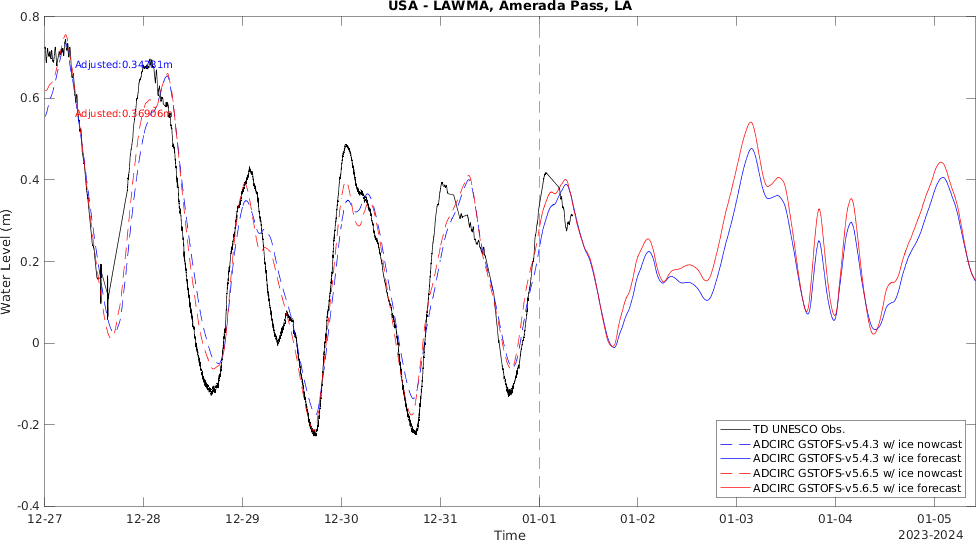 USA - LAWMA, Amerada Pass, LA
0.8
0.6
0.4
0.2
0
-0.2
-0.4
Water Level (m)
Adjusted:0.36906m
12-27
12-28
12-29
12-30
12-31
01-01
01-02
01-03
01-04
01-05
Time
2023-2024
TD UNESCO Obs.
ADCIRC GSTOFS-v5.4.3 w/ ice nowcast
ADCIRC GSTOFS-v5.4.3 w/ ice forecast
ADCIRC GSTOFS-v5.6.5 w/ ice nowcast
ADCIRC GSTOFS-v5.6.5 w/ ice forecast